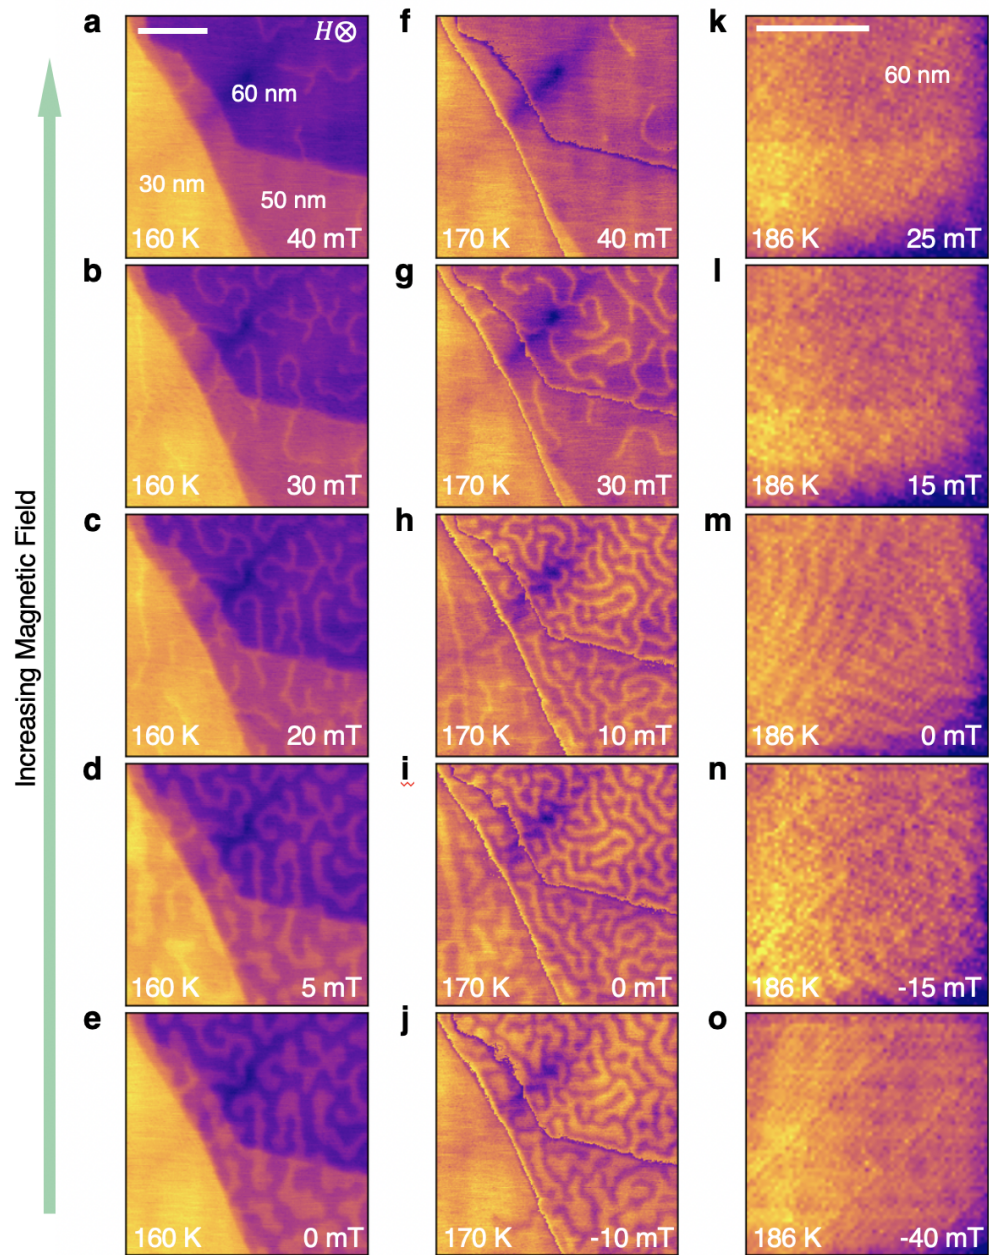 a
H⊗
60 nm
30 nm
50 nm
160 K
40 mT
f
170 K
40 mT
k
60 nm
186 K
25 mT
b
160 K
30 mT
g
170 K
30 mT
l
186 K
15 mT
c
160 K
20 mT
h
170 K
10 mT
m
186 K
0 mT
d
160 K
5 mT
i
170 K
0 mT
n
186 K
-15 mT
e
160 K
0 mT
j
170 K
-10 mT
o
186 K
-40 mT
Increasing Magnetic Field